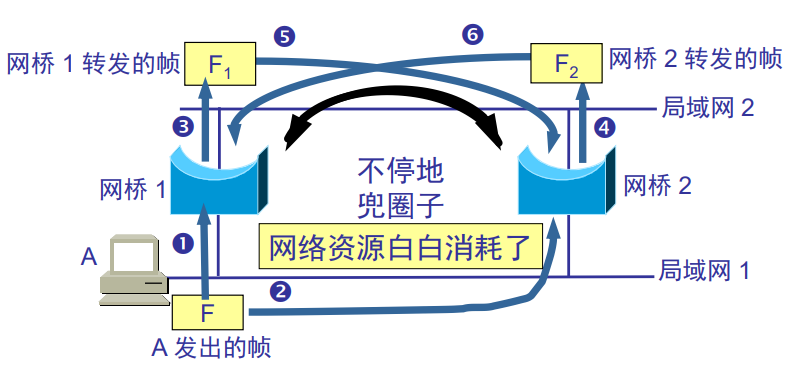 ❺
❻
网桥 1 转发的帧
F1
F2
网桥 2 转发的帧
局域网 2
❸
❹
网桥 1
不停地
兜圈子
网桥 2
A
❶
网络资源白白消耗了
局域网 1
❷
F
A 发出的帧